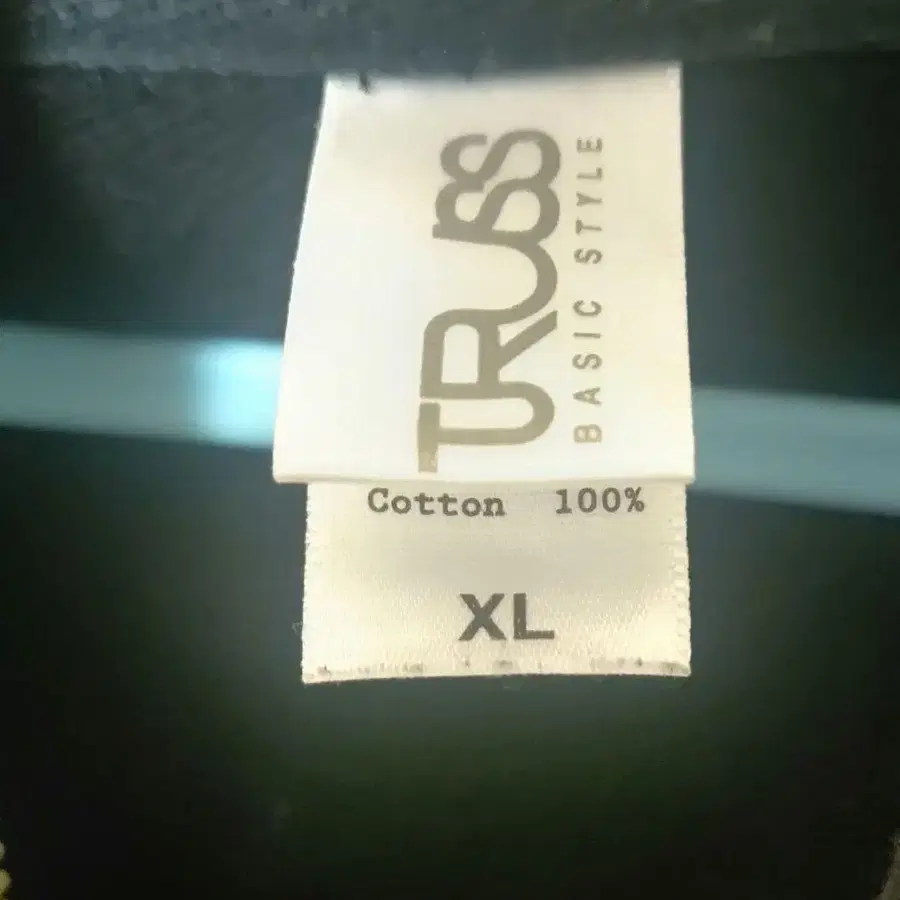 TRUSS
BASIC STYLE
Cotton 100%
XL